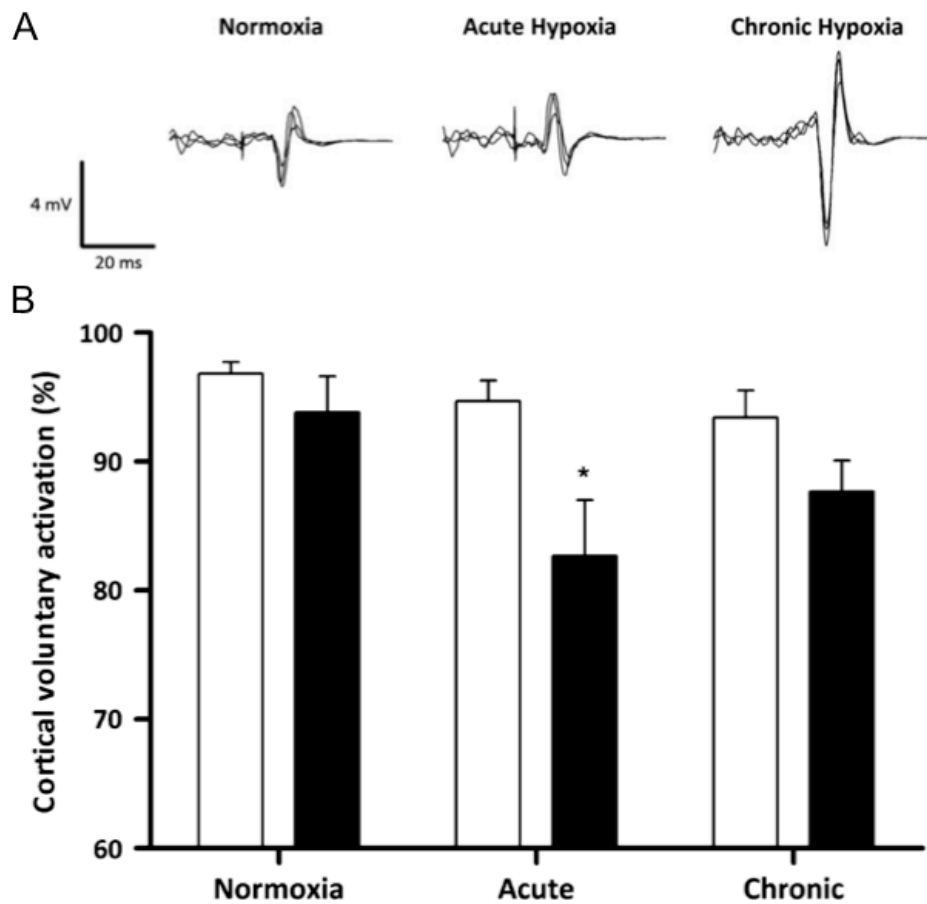 A
Normoxia
Acute Hypoxia
Chronic Hypoxia
4 mV
20 ms
B
Cortical voluntary activation (%)
100
90
80
70
60
*
Normoxia
Acute
Chronic